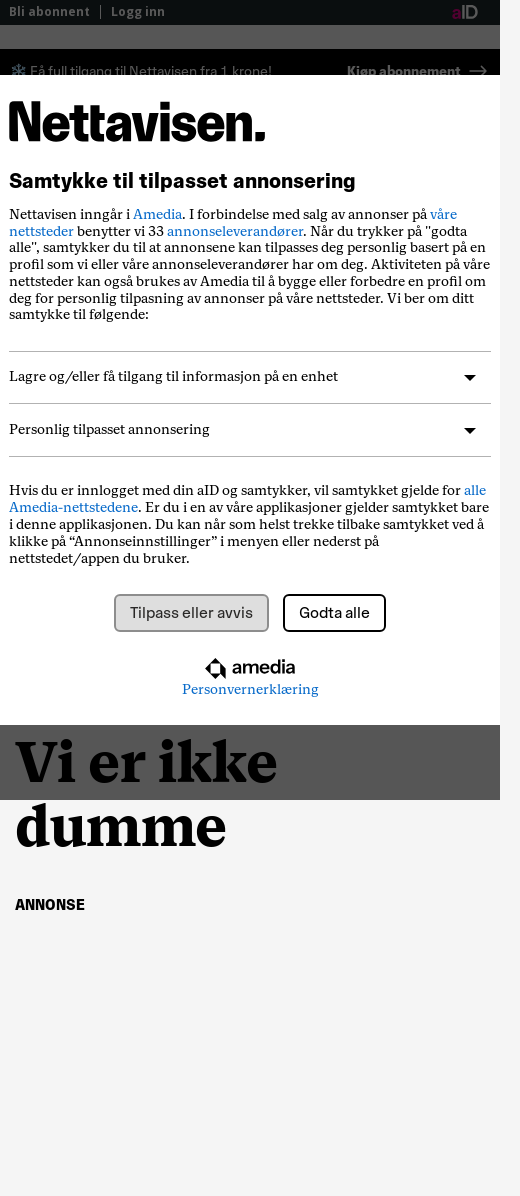 Bli abonnent
Logg inn
aID
Få full tilgang til Nettavisen fra 1 krone!
Kjøp abonnement
Nettavisen.
Samtykke til tilpasset annonsering
Nettavisen inngår i Amedia. I forbindelse med salg av annonser på våre
nettsteder benytter vi 33 annonseleverandører. Når du trykker på "godta
alle", samtykker du til at annonsene kan tilpasses deg personlig basert på en
profil som vi eller våre annonseleverandører har om deg. Aktiviteten på våre
nettsteder kan også brukes av Amedia til å bygge eller forbedre en profil om
deg for personlig tilpasning av annonser på våre nettsteder. Vi ber om ditt
samtykke til følgende:
Lagre og/eller få tilgang til informasjon på en enhet
Personlig tilpasset annonsering
Hvis du er innlogget med din aID og samtykker, vil samtykket gjelde for alle
Amedia-nettstedene. Er du i en av våre applikasjoner gjelder samtykket bare
i denne applikasjonen. Du kan når som helst trekke tilbake samtykket ved å
klikke på “Annonseinnstillinger” i menyen eller nederst på
nettstedet/appen du bruker.
Tilpass eller avvis
Godta alle
amedia
Personvernerklæring
Vi er ikke
dumme
ANNONSE